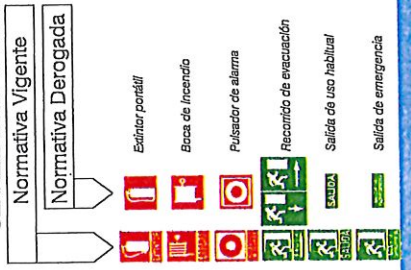 Normativa Vigente
Normativa Derogada
Extintor portátil
Boca de Incendio
Pulsador de alarma
Recorrido de evacuación
Salida de uso habitual
SALIDA
SALIDA
Salida de emergencia